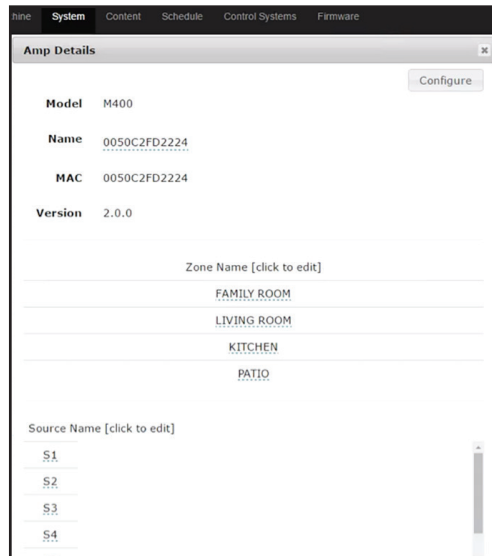 hine System Content Schedule Control Systems Firmware
Amp Details
Configure
Model M400
Name 0050C2FD2224
MAC 0050C2FD2224
Version 2.0.0
Zone Name [click to edit]
FAMILY ROOM
LIVING ROOM
KITCHEN
PATIO
Source Name [click to edit]
S1
S2
S3
S4